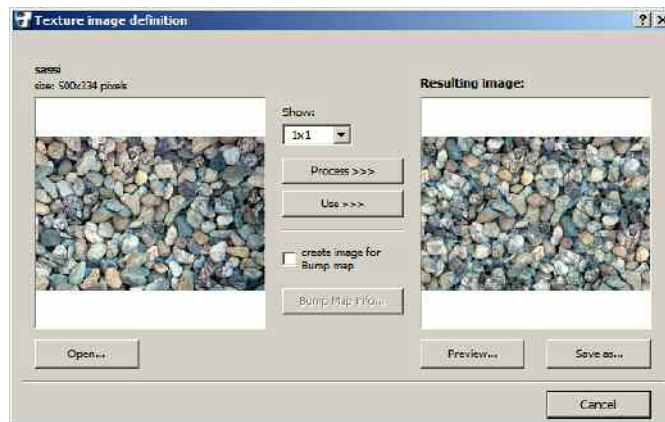 Texture image definition
sassi
size: 500x334 pixels
Resulting image:
Show:
1x1
Process >>>
Use >>>
create image for
Bump map
Bump Map Info...
Open...
Preview...
Save as...
Cancel